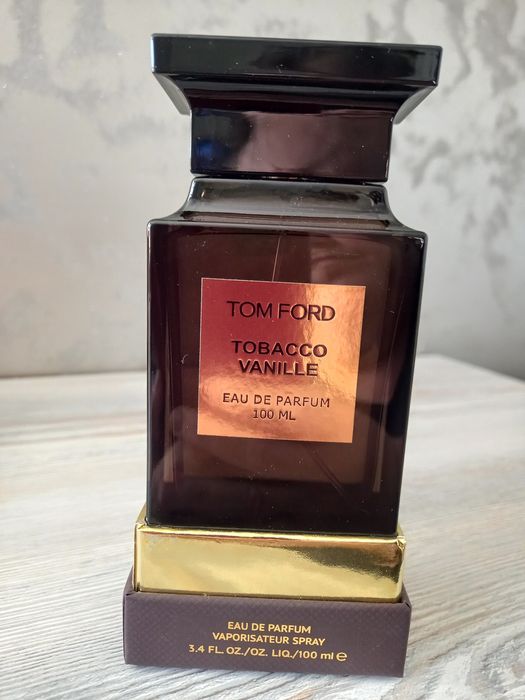 TOM FORD
TOBACCO
VANILLE
EAU DE PARFUM
100 ML
EAU DE PARFUM
VAPORISATEUR SPRAY
3.4 FL. OZ./OZ. LIQ./100 ml ℮